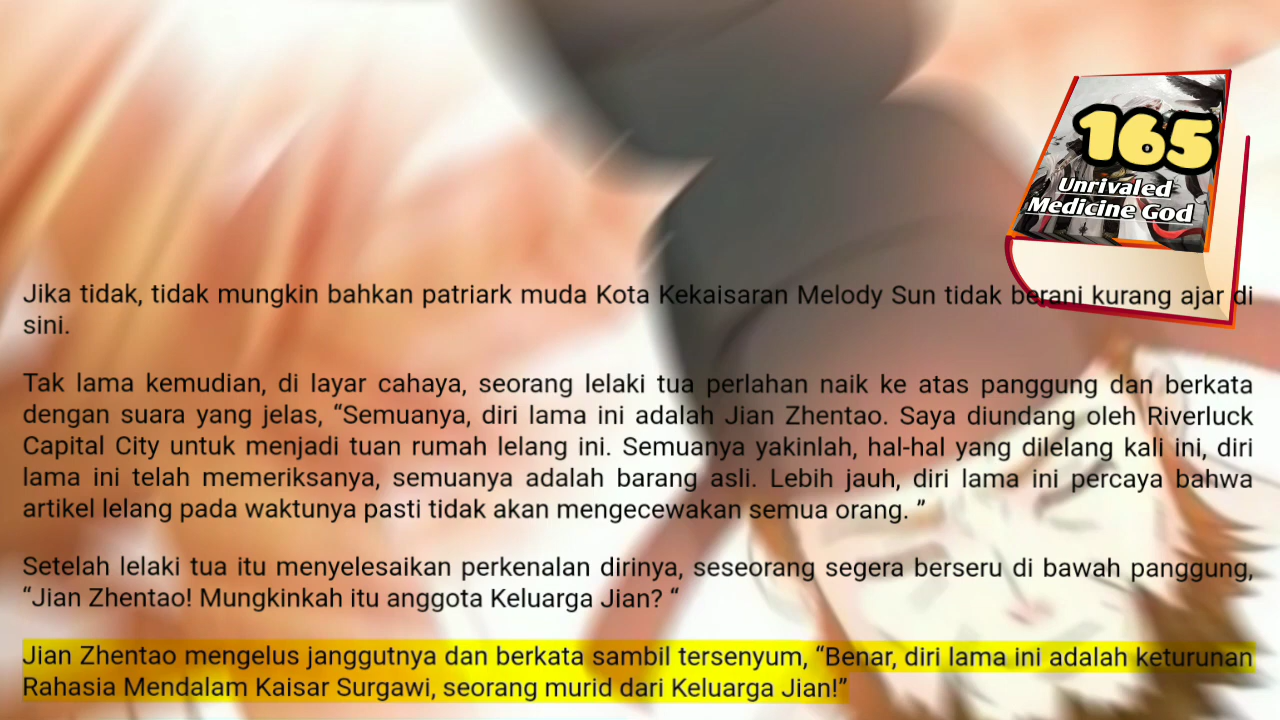 165
Unrivaled
Medicine God
Jika tidak, tidak mungkin bahkan patriark muda Kota Kekaisaran Melody Sun tidak berani kurang ajar di
sini.
Tak lama kemudian, di layar cahaya, seorang lelaki tua perlahan naik ke atas panggung dan berkata
dengan suara yang jelas, “Semuanya, diri lama ini adalah Jian Zhentao. Saya diundang oleh Riverluck
Capital City untuk menjadi tuan rumah lelang ini. Semuanya yakinlah, hal-hal yang dilelang kali ini, diri
lama ini telah memeriksanya, semuanya adalah barang asli. Lebih jauh, diri lama ini percaya bahwa
artikel lelang pada waktunya pasti tidak akan mengecewakan semua orang. ”
Setelah lelaki tua itu menyelesaikan perkenalan dirinya, seseorang segera berseru di bawah panggung,
“Jian Zhentao! Mungkinkah itu anggota Keluarga Jian? “
Jian Zhentao mengelus janggutnya dan berkata sambil tersenyum, “Benar, diri lama ini adalah keturunan
Rahasia Mendalam Kaisar Surgawi, seorang murid dari Keluarga Jian!”